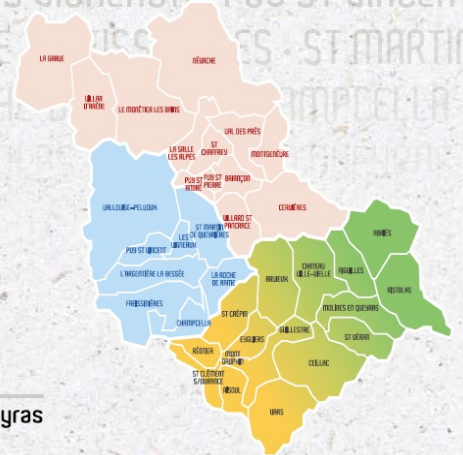 ST MARTIN
LA GRAVE
VILLAR
D'ARÈNE
LE MONÊTIER LES BAINS
NÉVACHE
LA SALLE
LES ALPES
ST
CHAFFREY
VAL DES PRÉS
MONTGENÈVRE
PUY ST
ANDRÉ
PUY ST
PIERRE
BRIANÇON
VILLARD ST
PANCRACE
CERVIÈRES
VALLOUISE-PELVOUX
ST MARTIN
DE QUEYRIÈRES
LES
VIGNEAUX
PUY ST VINCENT
L'ARGENTIÈRE LA BESSÉE
LA ROCHE
DE RAME
FREISSINIÈRES
CHAMPCELLA
ARVIEUX
CHATEAU
VILLE-VIEILLE
AIGUILLES
ABRIÈS
RISTOLAS
MOLINES EN QUEYRAS
ST VÉRAN
ST CRÉPIN
EYGLIERS
GUILLESTRE
CEILLAC
RÉOTIER
MONT
DAUPHIN
ST CLÉMENT
S/DURANCE
RISOUL
VARS
yras